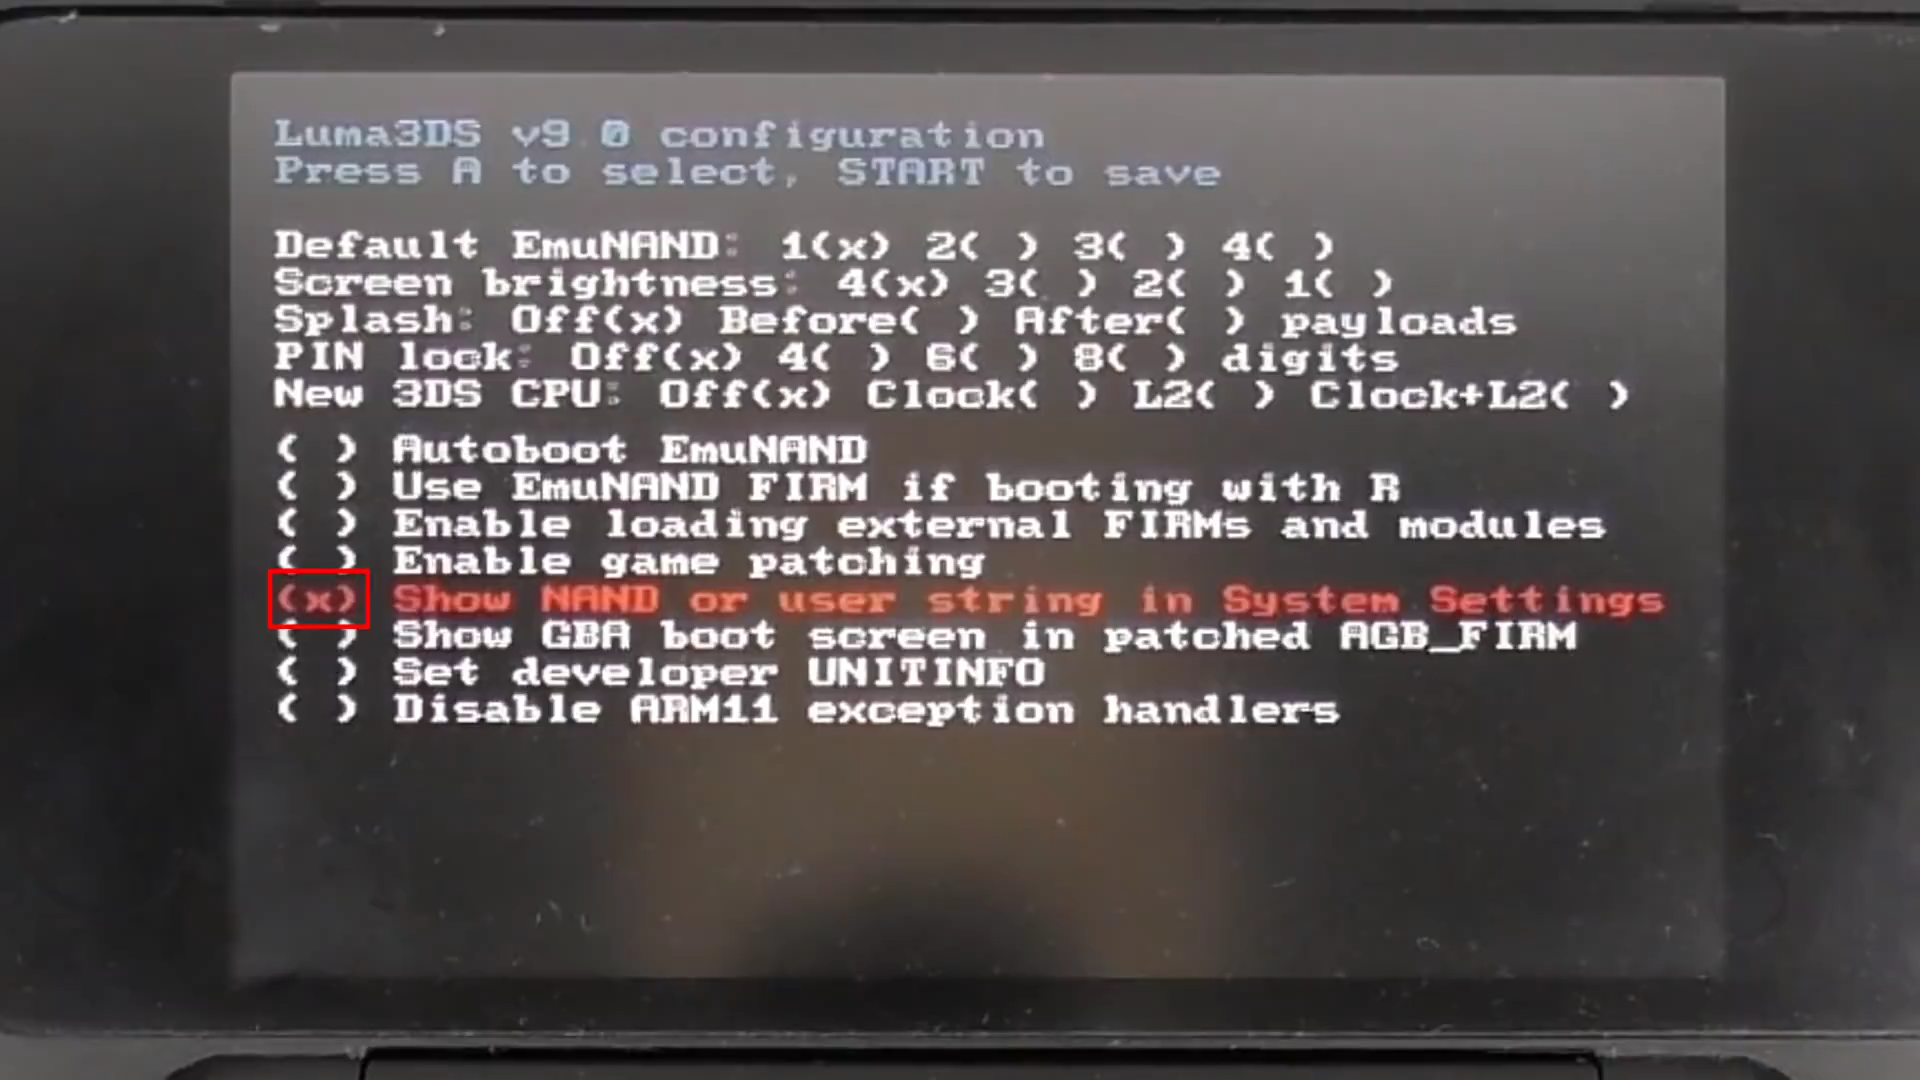 Luma3DS v9.0 configuration
Press A to select, START to save
Default EmuNAND: 1(x) 2( ) 3( ) 4( )
Screen brightness: 4(x) 3( ) 2( ) 1( )
Splash: Off(x) Before( ) After( ) payloads
PIN lock: Off(x) 4( ) 6( ) 8( ) digits
New 3DS CPU: Off(x) Clock( ) L2( ) Clock+L2( )
( ) Autoboot EmuNAND
( ) Use EmuNAND FIRM if booting with R
( ) Enable loading external FIRMs and modules
( ) Enable game patching
(x) Show NAND or user string in System Settings
( ) Show GBA boot screen in patched AGB_FIRM
( ) Set developer UNITINFO
( ) Disable ARM11 exception handlers